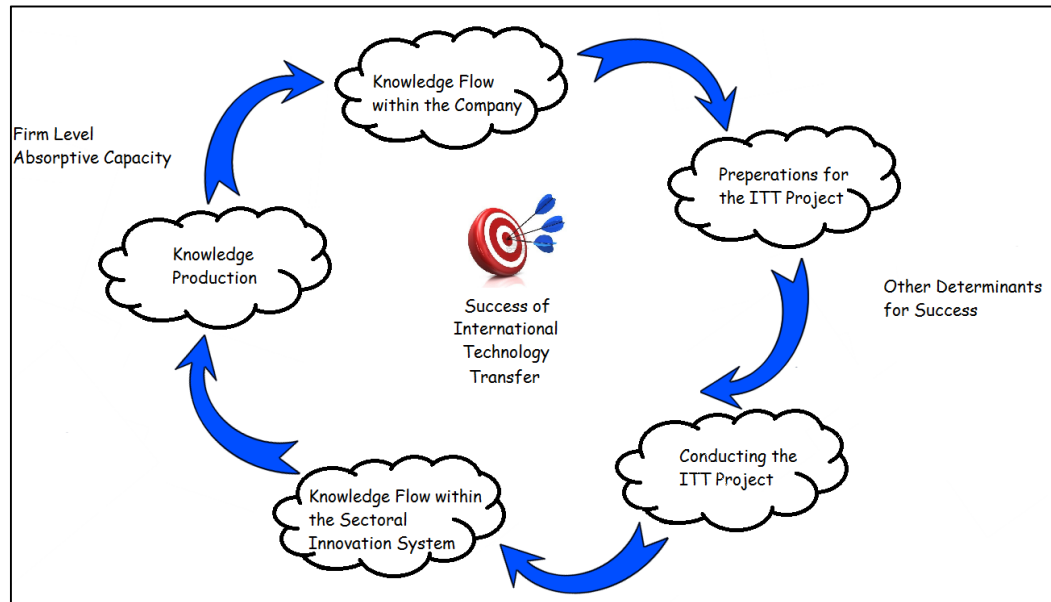 Knowledge Flow
within the Company
Firm Level
Absorptive Capacity
Preperations for
the ITT Project
Knowledge
Production
Success of
International
Technology
Transfer
Other Determinants
for Success
Conducting the
ITT Project
Knowledge Flow within
the Sectoral
Innovation System